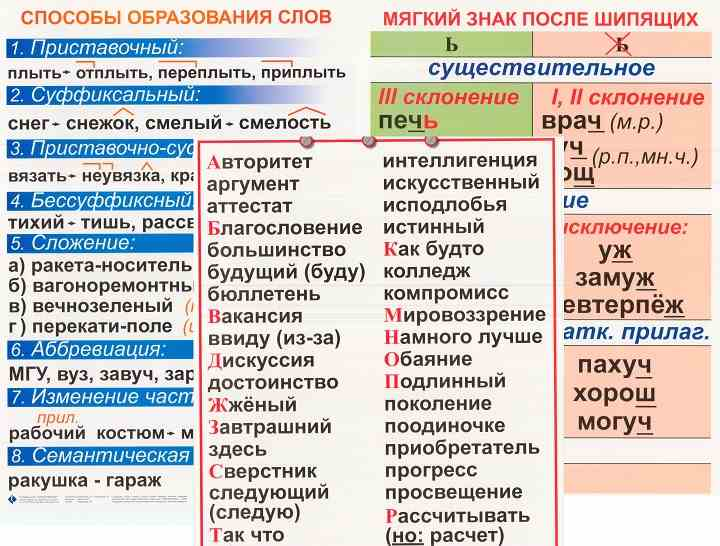 СПОСОБЫ ОБРАЗОВАНИЯ СЛОВ
1. Приставочный:
плыть отплыть, переплыть, приплыть
2. Суффиксальный:
снег снежок, смелый смелость
3. Приставочно-суф
вязать неувязка, кра
4. Бессуффиксный
тихий тишь, рассв
5. Сложение:
а) ракета-носитель
б) вагоноремонтны
в) вечнозеленый (
г) перекати-поле (
6. Аббревиация:
МГУ, вуз, завуч, зар
7. Изменение част
прил.
рабочий костюм м
8. Семантическая
ракушка - гараж
МЯГКИЙ ЗНАК ПОСЛЕ ШИПЯЩИХ
Ь Ь
существительное
III склонение I, II склонение
печь врач (м.р.)
уч
ощ (р.п.,мн.ч.)
ие
исключение:
уж
замуж
евтерпёж
атк. прилаг.
пахуч
хорош
могуч
Авторитет
аргумент
аттестат
Благословение
большинство
будущий (буду)
бюллетень
Вакансия
ввиду (из-за)
Дискуссия
достоинство
Жжёный
Завтрашний
здесь
Сверстник
следующий
(следую)
Так что
интеллигенция
искусственный
исподлобья
истинный
Как будто
колледж
компромисс
Мировоззрение
Намного лучше
Обаяние
Подлинный
поколение
поодиночке
приобретатель
прогресс
просвещение
Рассчитывать
(но: расчет)